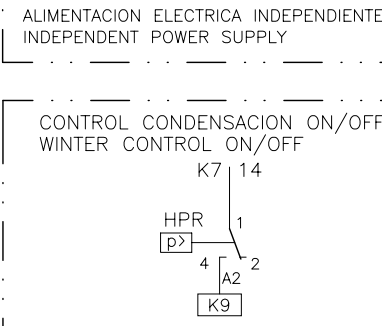 ALIMENTACION ELECTRICA INDEPENDIENTE
INDEPENDENT POWER SUPPLY
CONTROL CONDENSACION ON/OFF
WINTER CONTROL ON/OFF
K7 14
HPR 1
p>
4 2
A2
K9